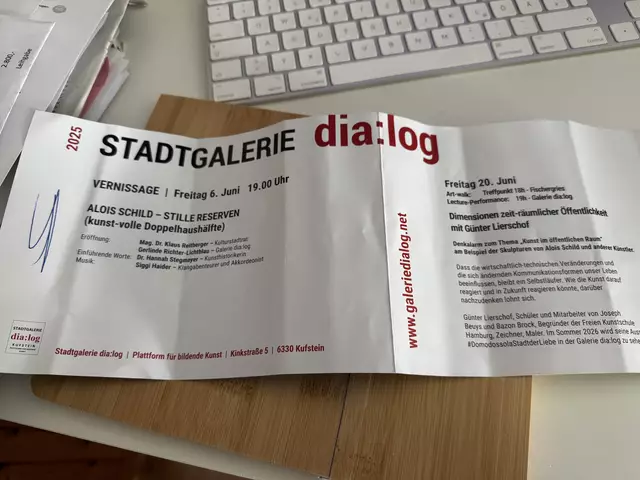 2.800,-
Leihgabe
2025
STADTGALERIE dia:log
VERNISSAGE | Freitag 6. Juni 19.00 Uhr
ALOIS SCHILD – STILLE RESERVEN
(kunst-volle Doppelhaushälfte)
Eröffnung: Mag. Dr. Klaus Reitberger – Kulturstadtrat
Gerlinde Richter-Lichtblau – Galerie dia:log
Einführende Worte: Dr. Hannah Stegmayer – Kunsthistorikerin
Musik: Siggi Haider – Klangabenteurer und Akkordeonist
STADTGALERIE
dia:log
KUFSTEIN
Stadtgalerie dia:log | Plattform für bildende Kunst | Kinkstraße 5 | 6330 Kufstein
www.galeriedialog.net
Freitag 20. Juni
Art-walk: Treffpunkt 18h - Fischergries
Lecture-Performance: 19h - Galerie dia:log
Dimensionen zeit-räumlicher Öffentlichkeit
mit Günter Lierschof
Denkalarm zum Thema „Kunst im öffentlichen Raum"
am Beispiel der Skulpturen von Alois Schild und anderer Künstler.
Dass die wirtschaftlich-technischen Veränderungen und
die sich ändernden Kommunikationsformen unser Leben
beeinflussen, bleibt ein Selbstläufer. Wie die Kunst darauf
reagiert und in Zukunft reagieren könnte, darüber
nachzudenken lohnt sich.
Günter Lierschof, Schüler und Mitarbeiter von Joseph
Beuys und Bazon Brock, Begründer der Freien Kunstschule
Hamburg, Zeichner, Maler. Im Sommer 2026 wird seine Aus
#DomodossolaStadtderLiebe in der Galerie dia:log zu sehe